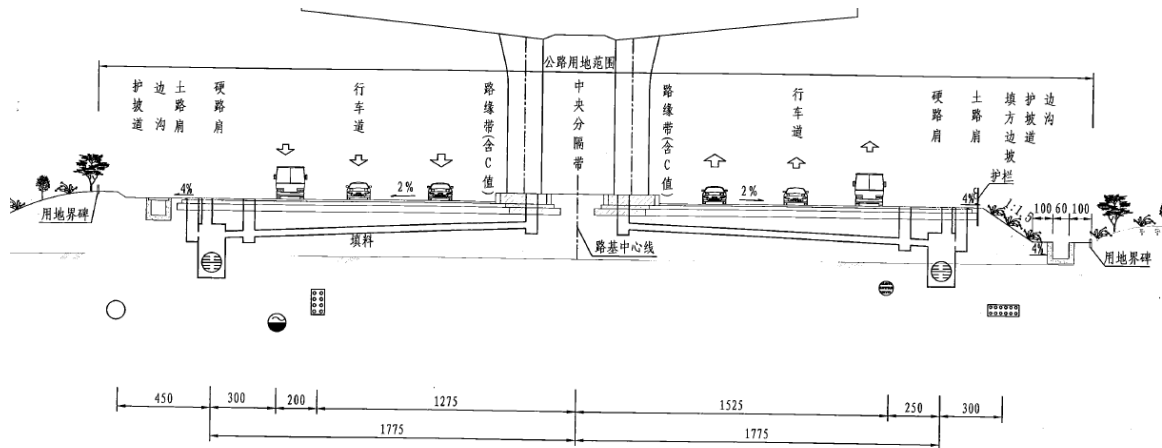 公路用地范围
护坡道
边沟
土路肩
硬路肩
行车道
路缘带(含C值)
中央分隔带
路缘带(含C值)
行车道
硬路肩
土路肩
填方边坡
护坡道
边沟
护栏
4%
2%
2%
4%
1:1.5
100
60
100
用地界碑
填料
路基中心线
4%
用地界碑
450
300
200
1275
1525
250
300
1775
1775